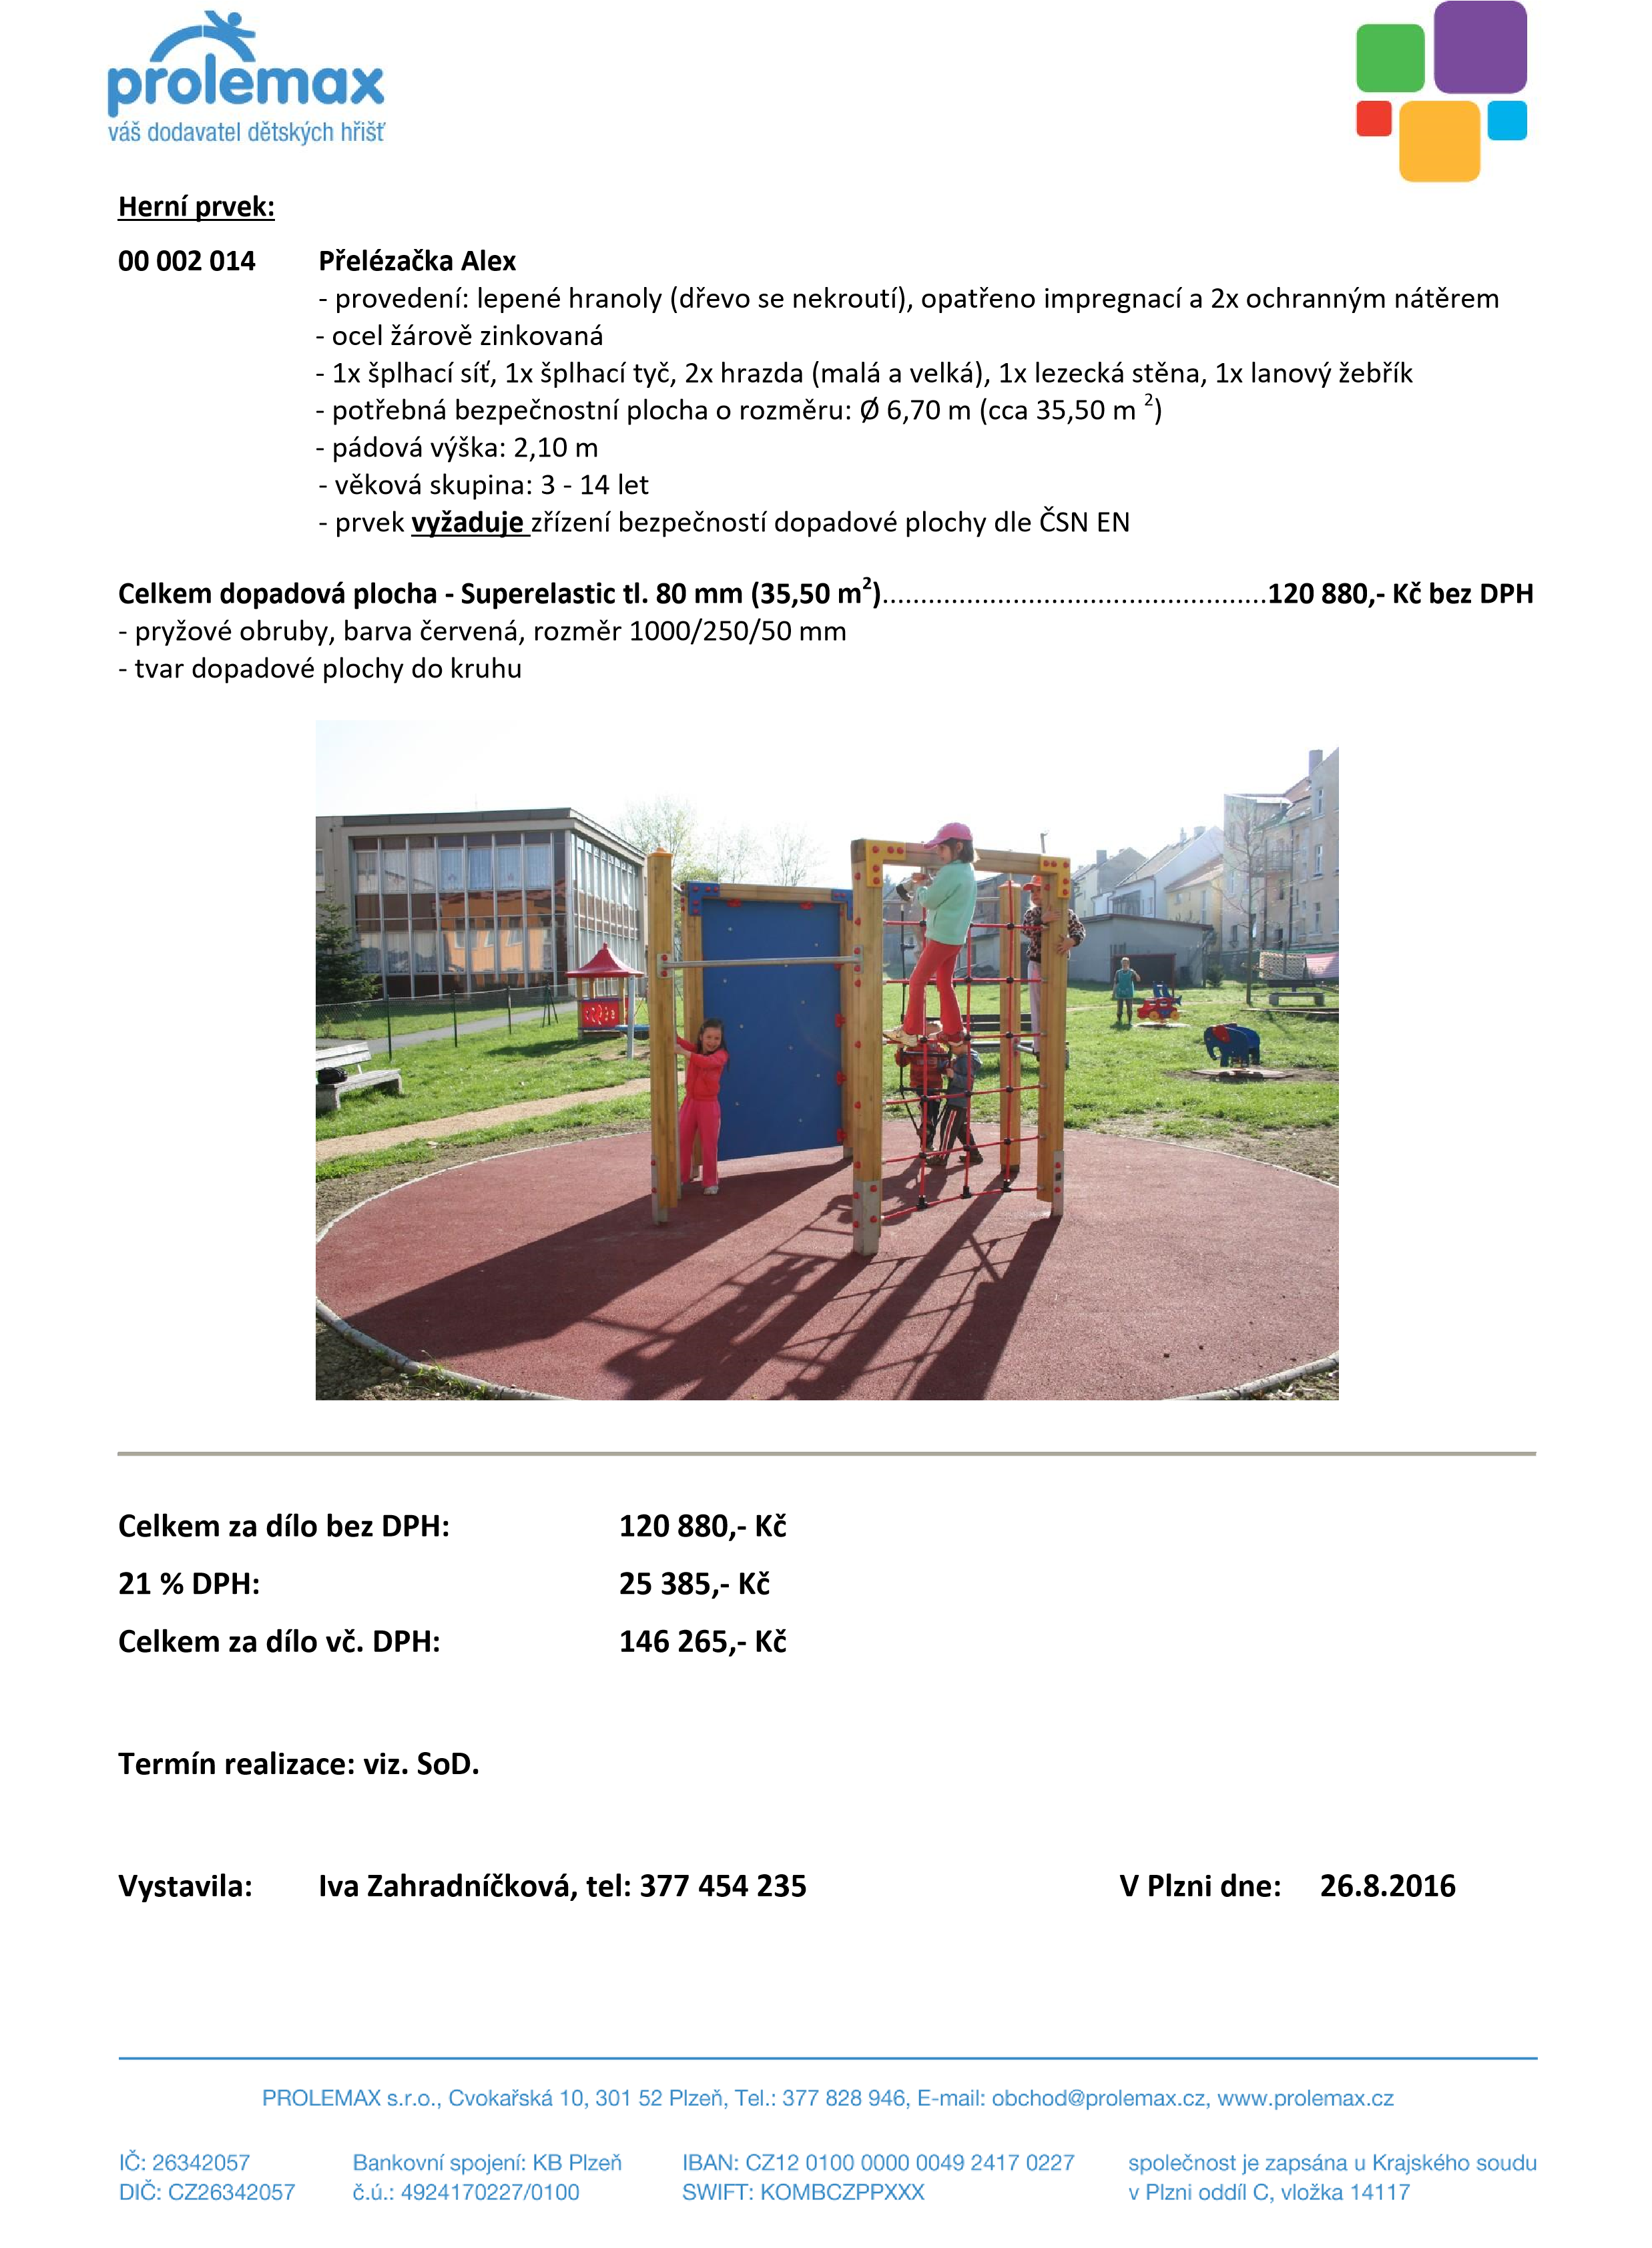 prolemax
váš dodavatel dětských hřišť
Herní prvek:
00 002 014 Přelézačka Alex
- provedení: lepené hranoly (dřevo se nekroutí), opatřeno impregnací a 2x ochranným nátěrem
- ocel žárově zinkovaná
- 1x šplhací síť, 1x šplhací tyč, 2x hrazda (malá a velká), 1x lezecká stěna, 1x lanový žebřík
- potřebná bezpečnostní plocha o rozměru: Ø 6,70 m (cca 35,50 m ²)
- pádová výška: 2,10 m
- věková skupina: 3 - 14 let
- prvek vyžaduje zřízení bezpečností dopadové plochy dle ČSN EN
Celkem dopadová plocha - Superelastic tl. 80 mm (35,50 m²)..................................................120 880,- Kč bez DPH
- pryžové obruby, barva červená, rozměr 1000/250/50 mm
- tvar dopadové plochy do kruhu
Celkem za dílo bez DPH: 120 880,- Kč
21 % DPH: 25 385,- Kč
Celkem za dílo vč. DPH: 146 265,- Kč
Termín realizace: viz. SoD.
Vystavila: Iva Zahradníčková, tel: 377 454 235 V Plzni dne: 26.8.2016
PROLEMAX s.r.o., Cvokařská 10, 301 52 Plzeň, Tel.: 377 828 946, E-mail: obchod@prolemax.cz, www.prolemax.cz
IČ: 26342057 Bankovní spojení: KB Plzeň IBAN: CZ12 0100 0000 0049 2417 0227 společnost je zapsána u Krajského soudu
DIČ: CZ26342057 č.ú.: 4924170227/0100 SWIFT: KOMBCZPPXXX v Plzni oddíl C, vložka 14117